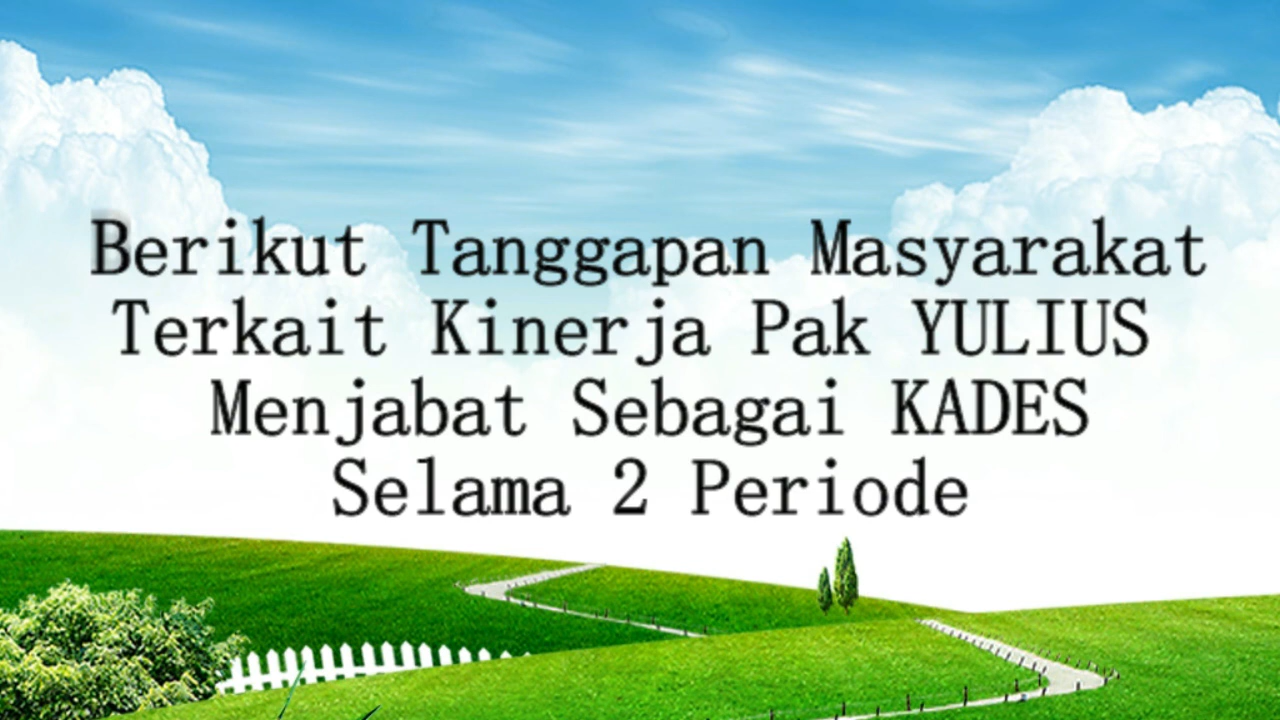 Berikut Tanggapan Masyarakat
Terkait Kinerja Pak YULIUS
Menjabat Sebagai KADES
Selama 2 Periode